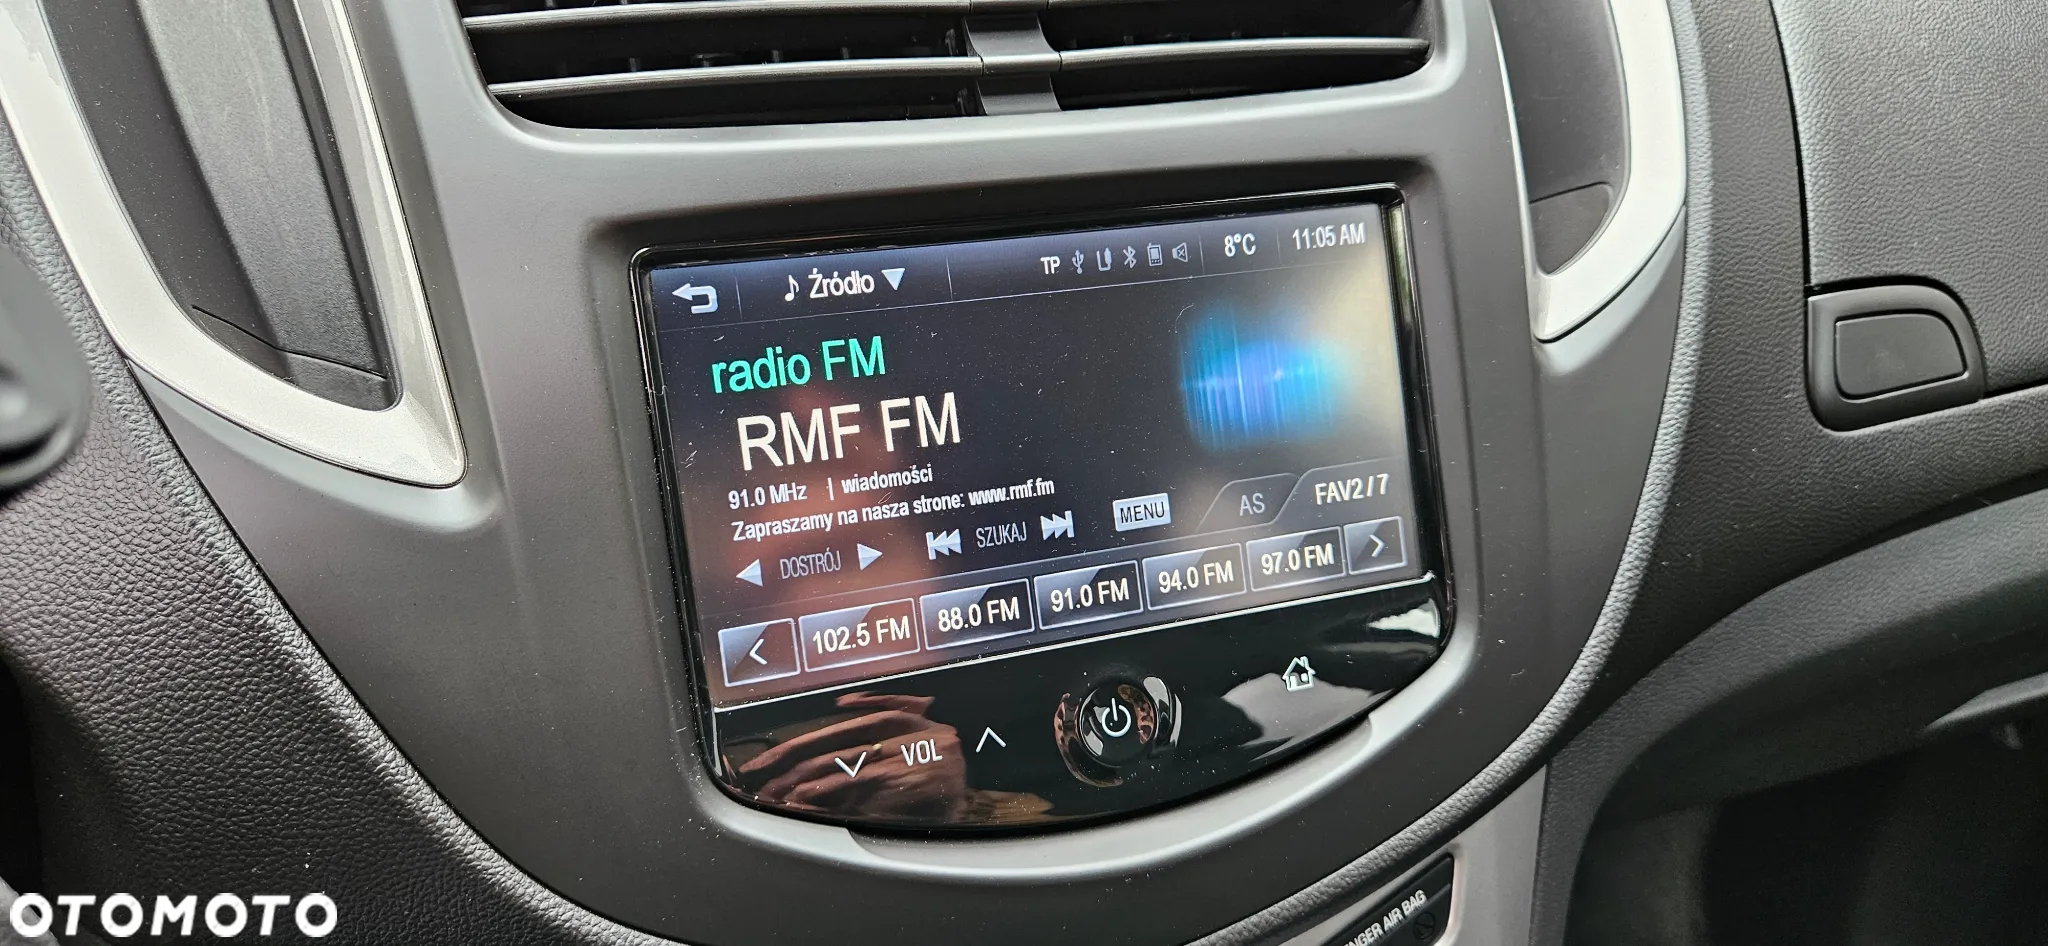 ♪ Źródło ▼
TP
8°C
11:05 AM
radio FM
RMF FM
91.0 MHz | wiadomości
Zapraszamy na nasza strone: www.rmf.fm
DOSTRÓJ
SZUKAJ
MENU
AS
FAV2 / 7
< 102.5 FM 88.0 FM 91.0 FM 94.0 FM 97.0 FM >
VOL
AIR BAG
OTOMOTO